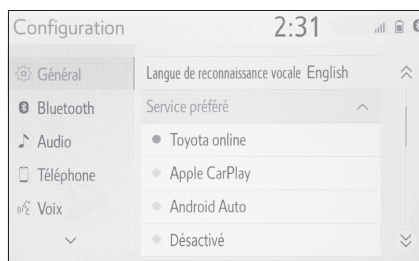 Configuration 2:31
Général
Langue de reconnaissance vocale English
Bluetooth
Service préféré
Audio
Toyota online
Téléphone
Apple CarPlay
Voix
Android Auto
Désactivé